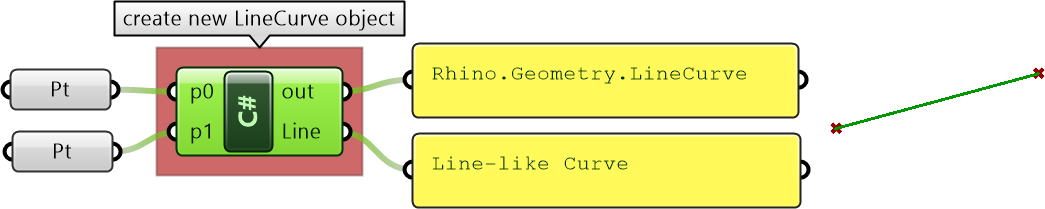 create new LineCurve object
Pt
p0
C#
out
Rhino.Geometry.LineCurve
Pt
p1
Line
Line-like Curve